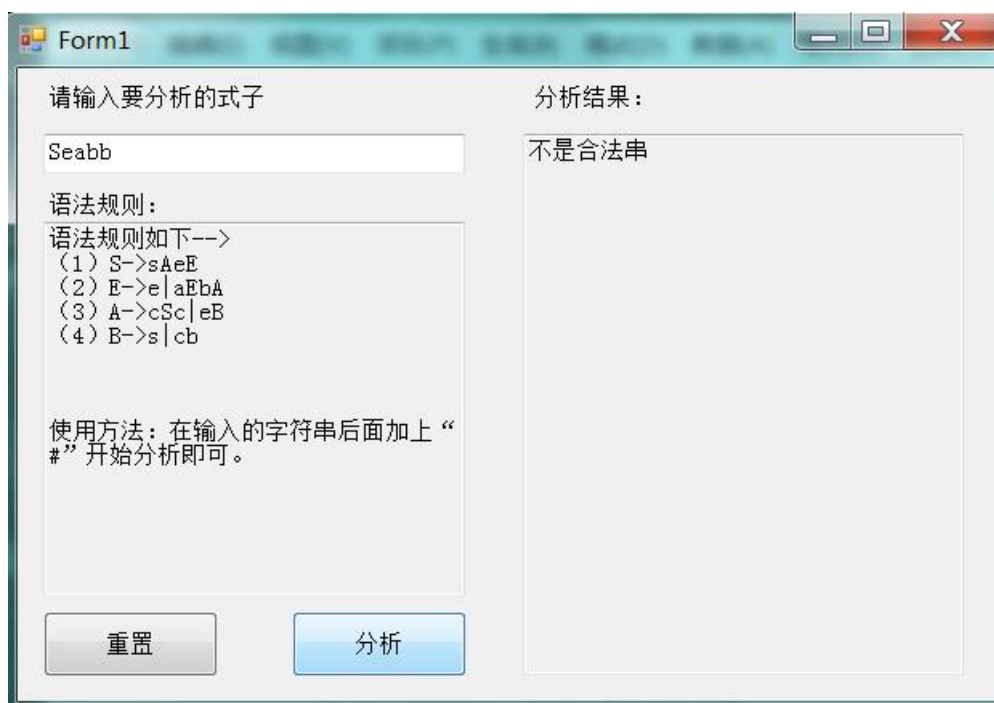 Form1
请输入要分析的式子
Seabb
语法规则：
语法规则如下-->
（1）S->sAeE
（2）E->e|aEbA
（3）A->cSc|eB
（4）B->s|cb
使用方法：在输入的字符串后面加上“
#”开始分析即可。
重置
分析
分析结果：
不是合法串